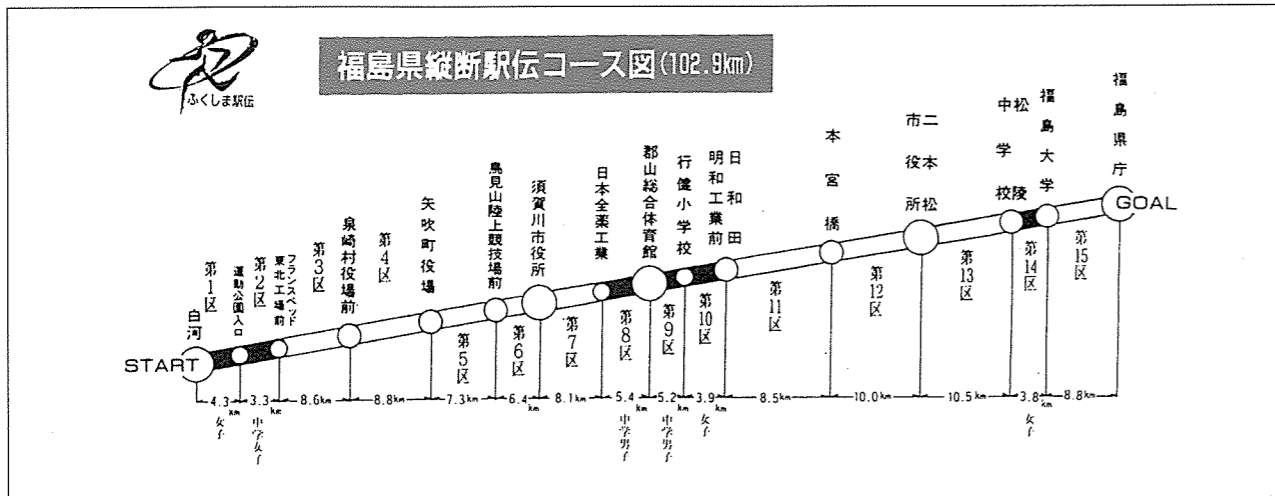 福島県縦断駅伝コース図(102.9km)
ふくしま駅伝
START
白河
第1区
運動公園入口
第2区
フランスベッド
東北工場前
第3区
泉崎村役場前
第4区
矢吹町役場
第5区
鳥見山陸上競技場前
第6区
須賀川市役所
第7区
日本全薬工業
第8区
郡山総合体育館
第9区
行健小学校
第10区
日和田
明和工業前
第11区
本宮橋
第12区
二本松
市役所
第13区
松陵
中学校
第14区
福島大学
第15区
福島県庁
GOAL
4.3km
女子
3.3km
中学女子
8.6km
8.8km
7.3km
6.4km
8.1km
5.4km
中学男子
5.2km
中学男子
3.9km
女子
8.5km
10.0km
10.5km
3.8km
女子
8.8km